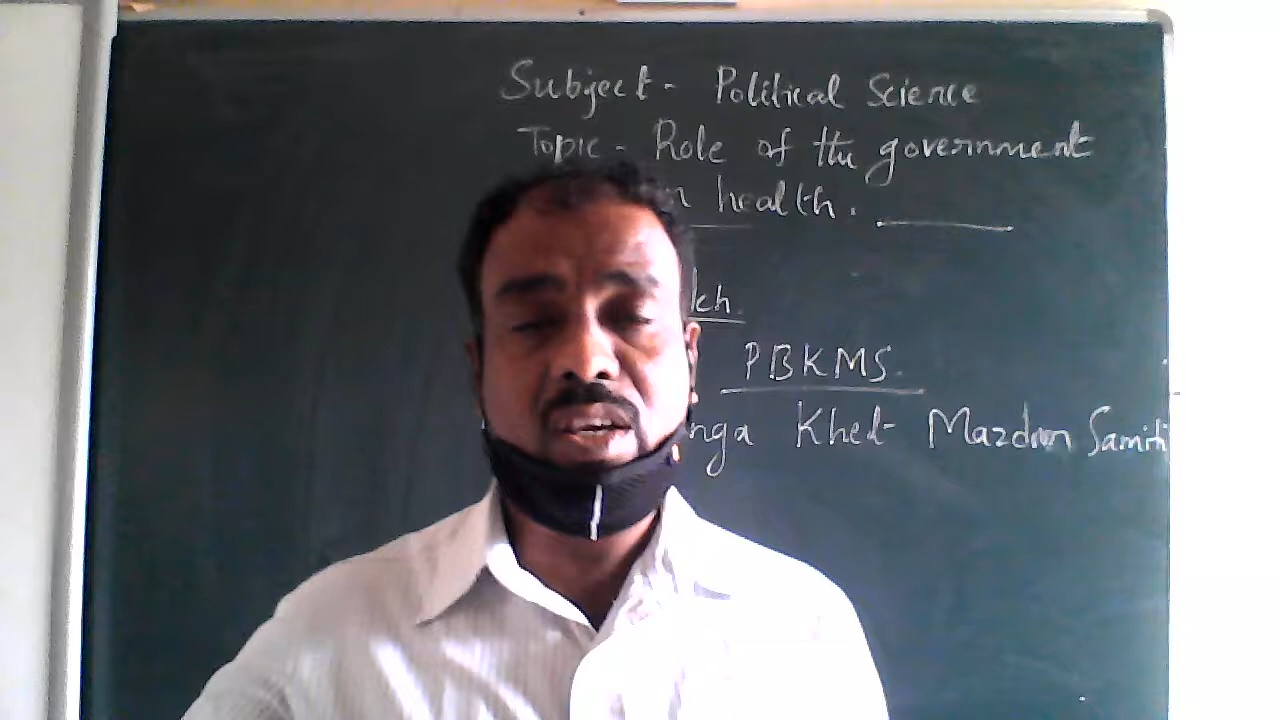 Subject - Political Science
Topic - Role of the government
health.
PBKMS.
Khet Mazdoor Samiti